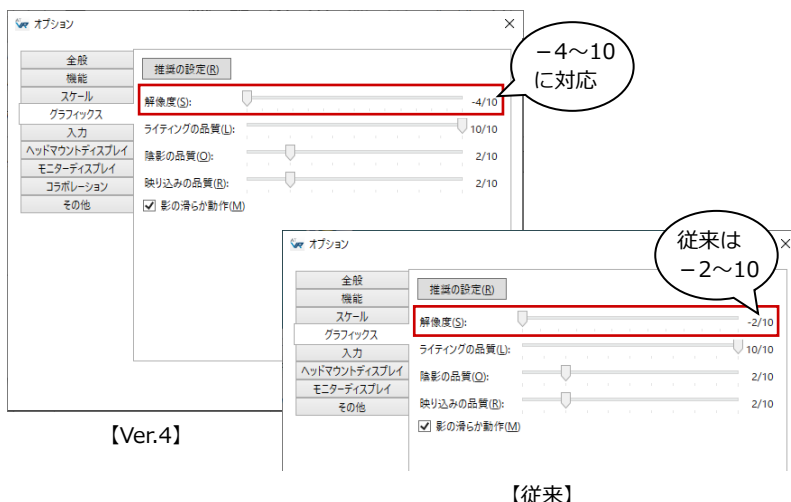 オプション
全般
機能
スケール
グラフィックス
入力
ヘッドマウントディスプレイ
モニターディスプレイ
コラボレーション
その他
推奨の設定(R)
解像度(S): -4/10
ライティングの品質(L): 10/10
陰影の品質(O): 2/10
映り込みの品質(R): 2/10
影の滑らか動作(M)
－4～10
に対応
【Ver.4】
オプション
全般
機能
スケール
グラフィックス
入力
ヘッドマウントディスプレイ
モニターディスプレイ
その他
推奨の設定(R)
解像度(S): -2/10
ライティングの品質(L): 10/10
陰影の品質(O): 2/10
映り込みの品質(R): 2/10
影の滑らか動作(M)
従来は
－2～10
【従来】